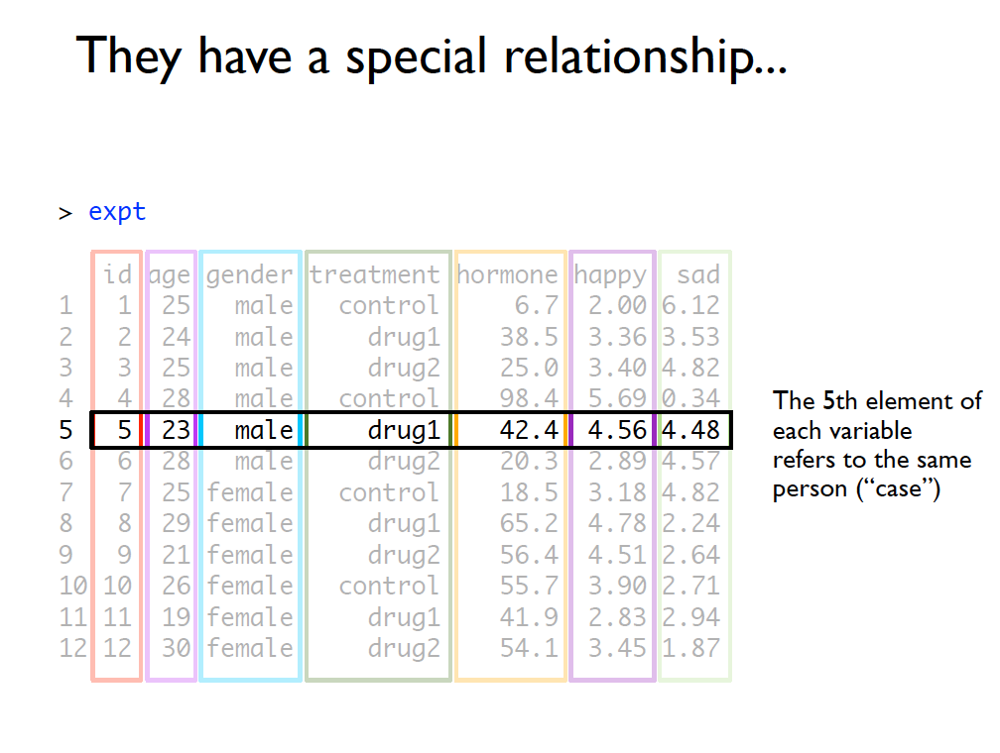 They have a special relationship...
> expt
id age gender treatment hormone happy sad
1 1 25 male control 6.7 2.00 6.12
2 2 24 male drug1 38.5 3.36 3.53
3 3 25 male drug2 25.0 3.40 4.82
4 4 28 male control 98.4 5.69 0.34
5 5 23 male drug1 42.4 4.56 4.48
6 6 28 male drug2 20.3 2.89 4.57
7 7 25 female control 18.5 3.18 4.82
8 8 29 female drug1 65.2 4.78 2.24
9 9 21 female drug2 56.4 4.51 2.64
10 10 26 female control 55.7 3.90 2.71
11 11 19 female drug1 41.9 2.83 2.94
12 12 30 female drug2 54.1 3.45 1.87
The 5th element of
each variable
refers to the same
person (“case”)